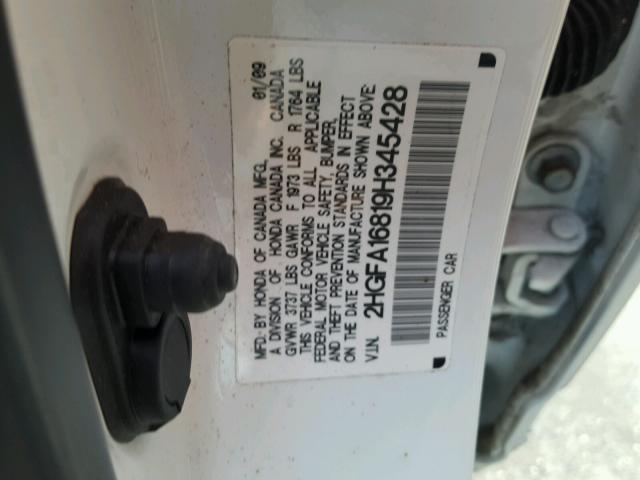 MFD. BY HONDA OF CANADA MFG. 01/09
A DIVISION OF HONDA CANADA INC. CANADA
GVWR 3737 LBS GAWR F 1973 LBS R 1764 LBS
THIS VEHICLE CONFORMS TO ALL APPLICABLE
FEDERAL MOTOR VEHICLE SAFETY, BUMPER,
AND THEFT PREVENTION STANDARDS IN EFFECT
ON THE DATE OF MANUFACTURE SHOWN ABOVE.
V.I.N. 2HGFA16819H345428
PASSENGER CAR